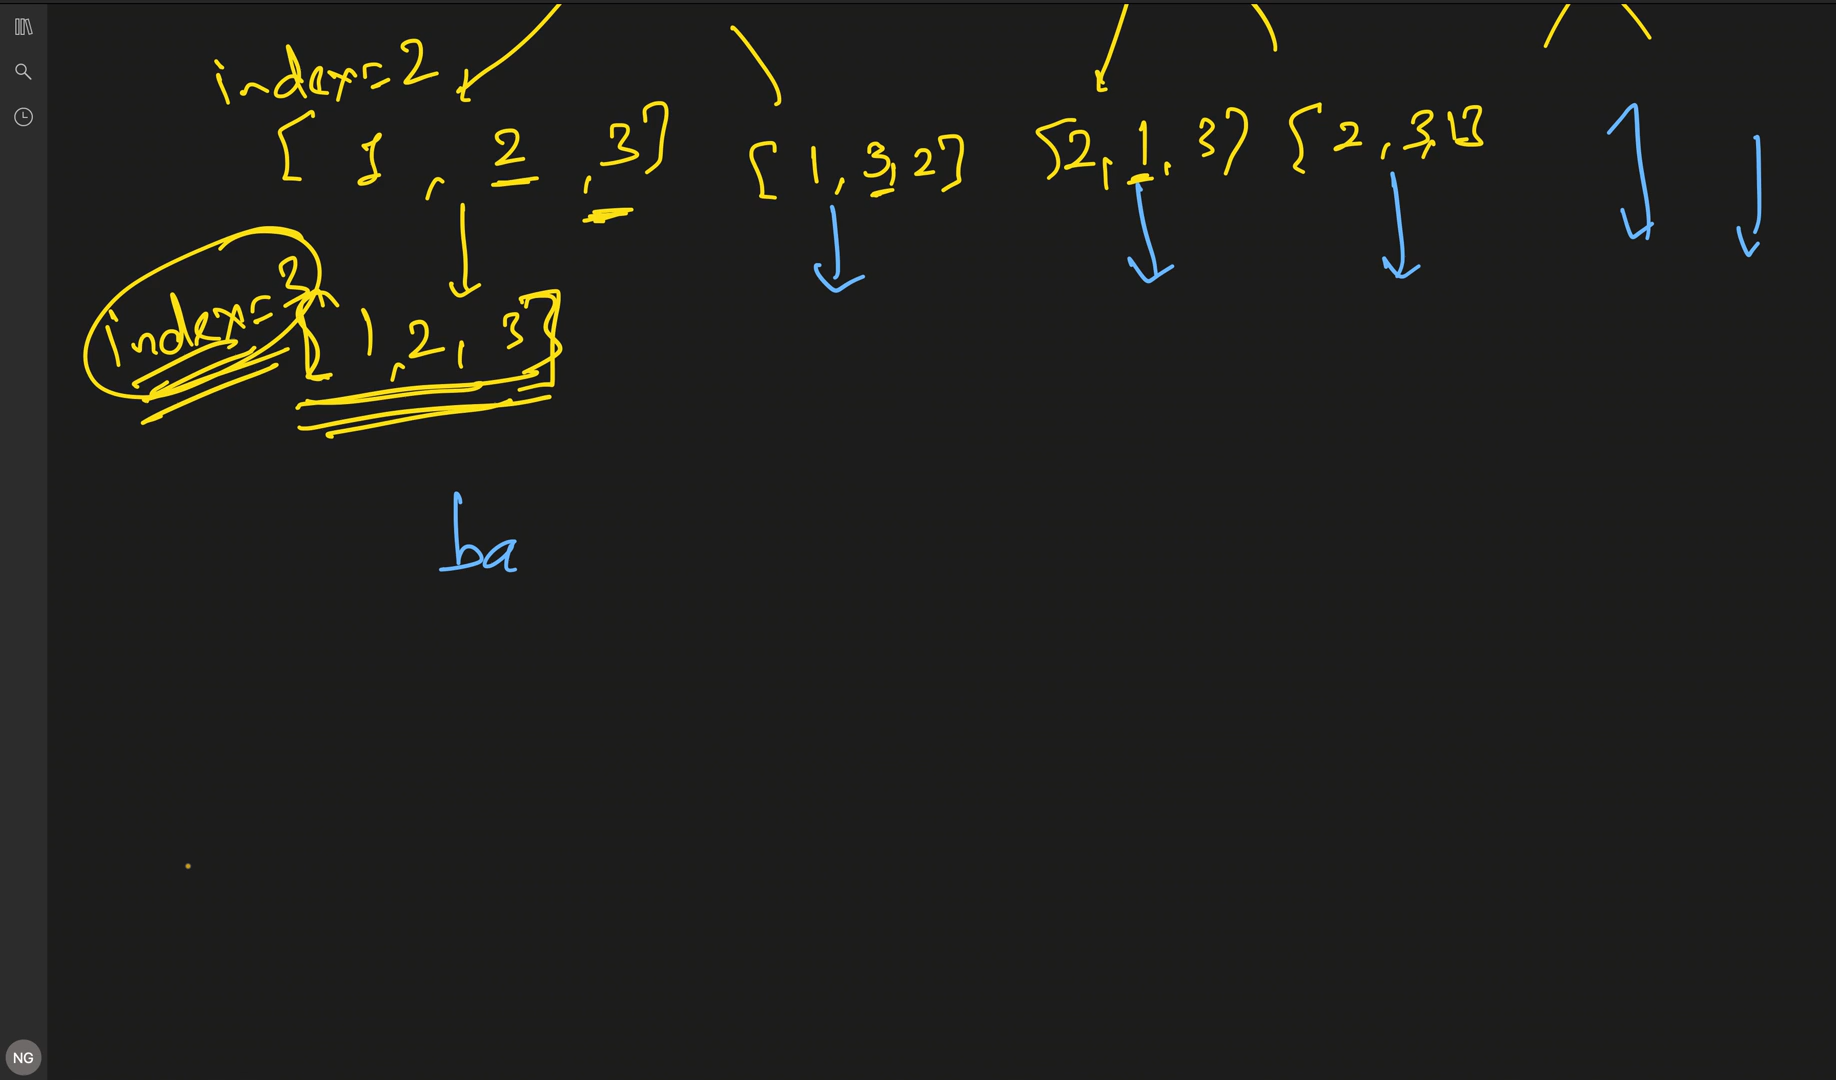 index=2
[1, 2, 3] [1, 3, 2] [2, 1, 3] [2, 3, 1]
index=3 [1, 2, 3]
ba
NG